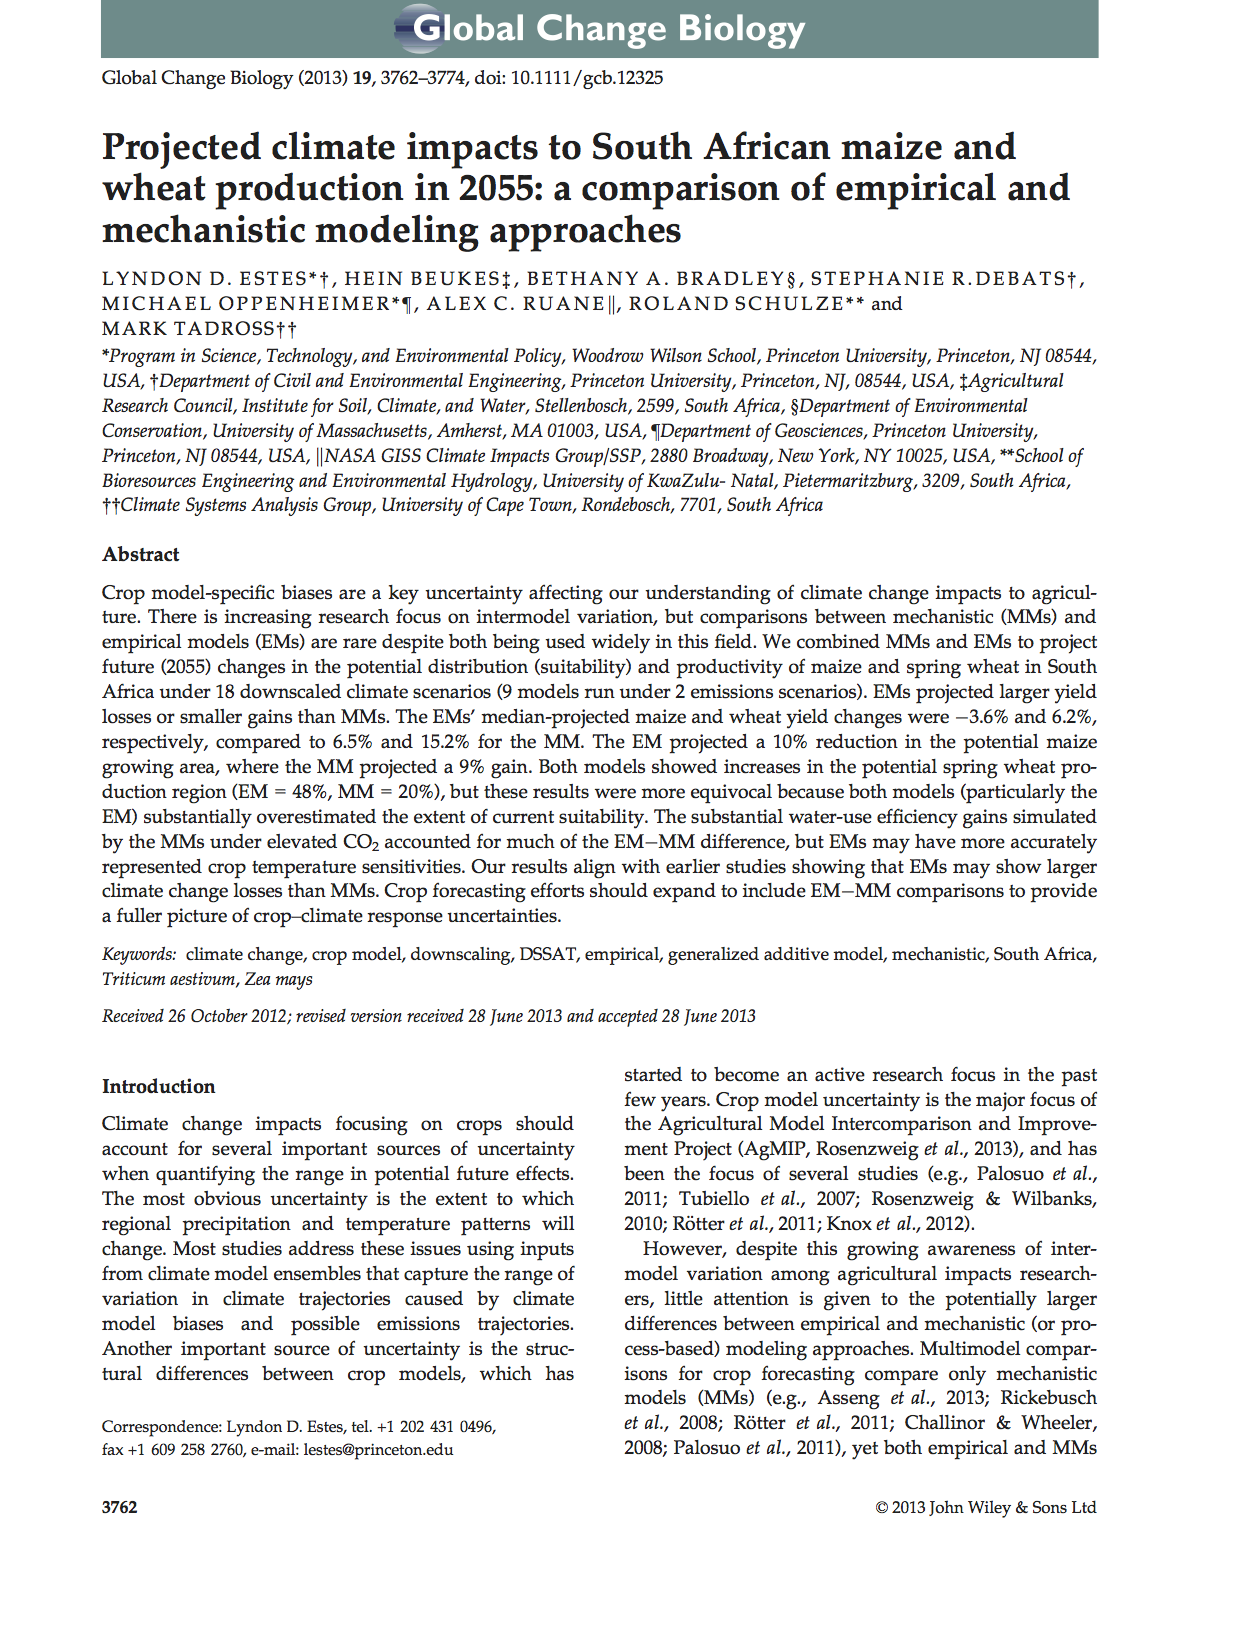 Global Change Biology
Global Change Biology (2013) 19, 3762–3774, doi: 10.1111/gcb.12325
Projected climate impacts to South African maize and
wheat production in 2055: a comparison of empirical and
mechanistic modeling approaches
LYNDON D. ESTES*†, HEIN BEUKES‡, BETHANY A. BRADLEY§, STEPHANIE R.DEBATS†,
MICHAEL OPPENHEIMER*¶, ALEX C. RUANE‖, ROLAND SCHULZE** and
MARK TADROSS††
*Program in Science, Technology, and Environmental Policy, Woodrow Wilson School, Princeton University, Princeton, NJ 08544,
USA, †Department of Civil and Environmental Engineering, Princeton University, Princeton, NJ, 08544, USA, ‡Agricultural
Research Council, Institute for Soil, Climate, and Water, Stellenbosch, 2599, South Africa, §Department of Environmental
Conservation, University of Massachusetts, Amherst, MA 01003, USA, ¶Department of Geosciences, Princeton University,
Princeton, NJ 08544, USA, ‖NASA GISS Climate Impacts Group/SSP, 2880 Broadway, New York, NY 10025, USA, **School of
Bioresources Engineering and Environmental Hydrology, University of KwaZulu- Natal, Pietermaritzburg, 3209, South Africa,
††Climate Systems Analysis Group, University of Cape Town, Rondebosch, 7701, South Africa
Abstract
Crop model-specific biases are a key uncertainty affecting our understanding of climate change impacts to agricul-
ture. There is increasing research focus on intermodel variation, but comparisons between mechanistic (MMs) and
empirical models (EMs) are rare despite both being used widely in this field. We combined MMs and EMs to project
future (2055) changes in the potential distribution (suitability) and productivity of maize and spring wheat in South
Africa under 18 downscaled climate scenarios (9 models run under 2 emissions scenarios). EMs projected larger yield
losses or smaller gains than MMs. The EMs’ median-projected maize and wheat yield changes were −3.6% and 6.2%,
respectively, compared to 6.5% and 15.2% for the MM. The EM projected a 10% reduction in the potential maize
growing area, where the MM projected a 9% gain. Both models showed increases in the potential spring wheat pro-
duction region (EM = 48%, MM = 20%), but these results were more equivocal because both models (particularly the
EM) substantially overestimated the extent of current suitability. The substantial water-use efficiency gains simulated
by the MMs under elevated CO₂ accounted for much of the EM−MM difference, but EMs may have more accurately
represented crop temperature sensitivities. Our results align with earlier studies showing that EMs may show larger
climate change losses than MMs. Crop forecasting efforts should expand to include EM−MM comparisons to provide
a fuller picture of crop–climate response uncertainties.
Keywords: climate change, crop model, downscaling, DSSAT, empirical, generalized additive model, mechanistic, South Africa,
Triticum aestivum, Zea mays
Received 26 October 2012; revised version received 28 June 2013 and accepted 28 June 2013
Introduction
Climate change impacts focusing on crops should
account for several important sources of uncertainty
when quantifying the range in potential future effects.
The most obvious uncertainty is the extent to which
regional precipitation and temperature patterns will
change. Most studies address these issues using inputs
from climate model ensembles that capture the range of
variation in climate trajectories caused by climate
model biases and possible emissions trajectories.
Another important source of uncertainty is the struc-
tural differences between crop models, which has
Correspondence: Lyndon D. Estes, tel. +1 202 431 0496,
fax +1 609 258 2760, e-mail: lestes@princeton.edu
started to become an active research focus in the past
few years. Crop model uncertainty is the major focus of
the Agricultural Model Intercomparison and Improve-
ment Project (AgMIP, Rosenzweig et al., 2013), and has
been the focus of several studies (e.g., Palosuo et al.,
2011; Tubiello et al., 2007; Rosenzweig & Wilbanks,
2010; Rötter et al., 2011; Knox et al., 2012).
However, despite this growing awareness of inter-
model variation among agricultural impacts research-
ers, little attention is given to the potentially larger
differences between empirical and mechanistic (or pro-
cess-based) modeling approaches. Multimodel compar-
isons for crop forecasting compare only mechanistic
models (MMs) (e.g., Asseng et al., 2013; Rickebusch
et al., 2008; Rötter et al., 2011; Challinor & Wheeler,
2008; Palosuo et al., 2011), yet both empirical and MMs
3762
© 2013 John Wiley & Sons Ltd